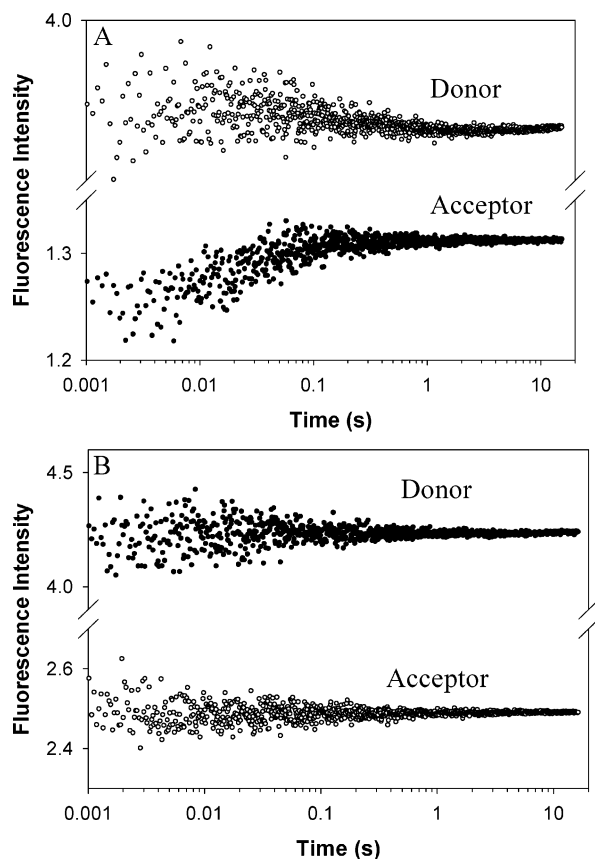 A
4.0
Donor
Acceptor
1.3
1.2
Fluorescence Intensity
0.001 0.01 0.1 1 10
Time (s)
B
4.5
Donor
4.0
Acceptor
2.6
2.4
Fluorescence Intensity
0.001 0.01 0.1 1 10
Time (s)